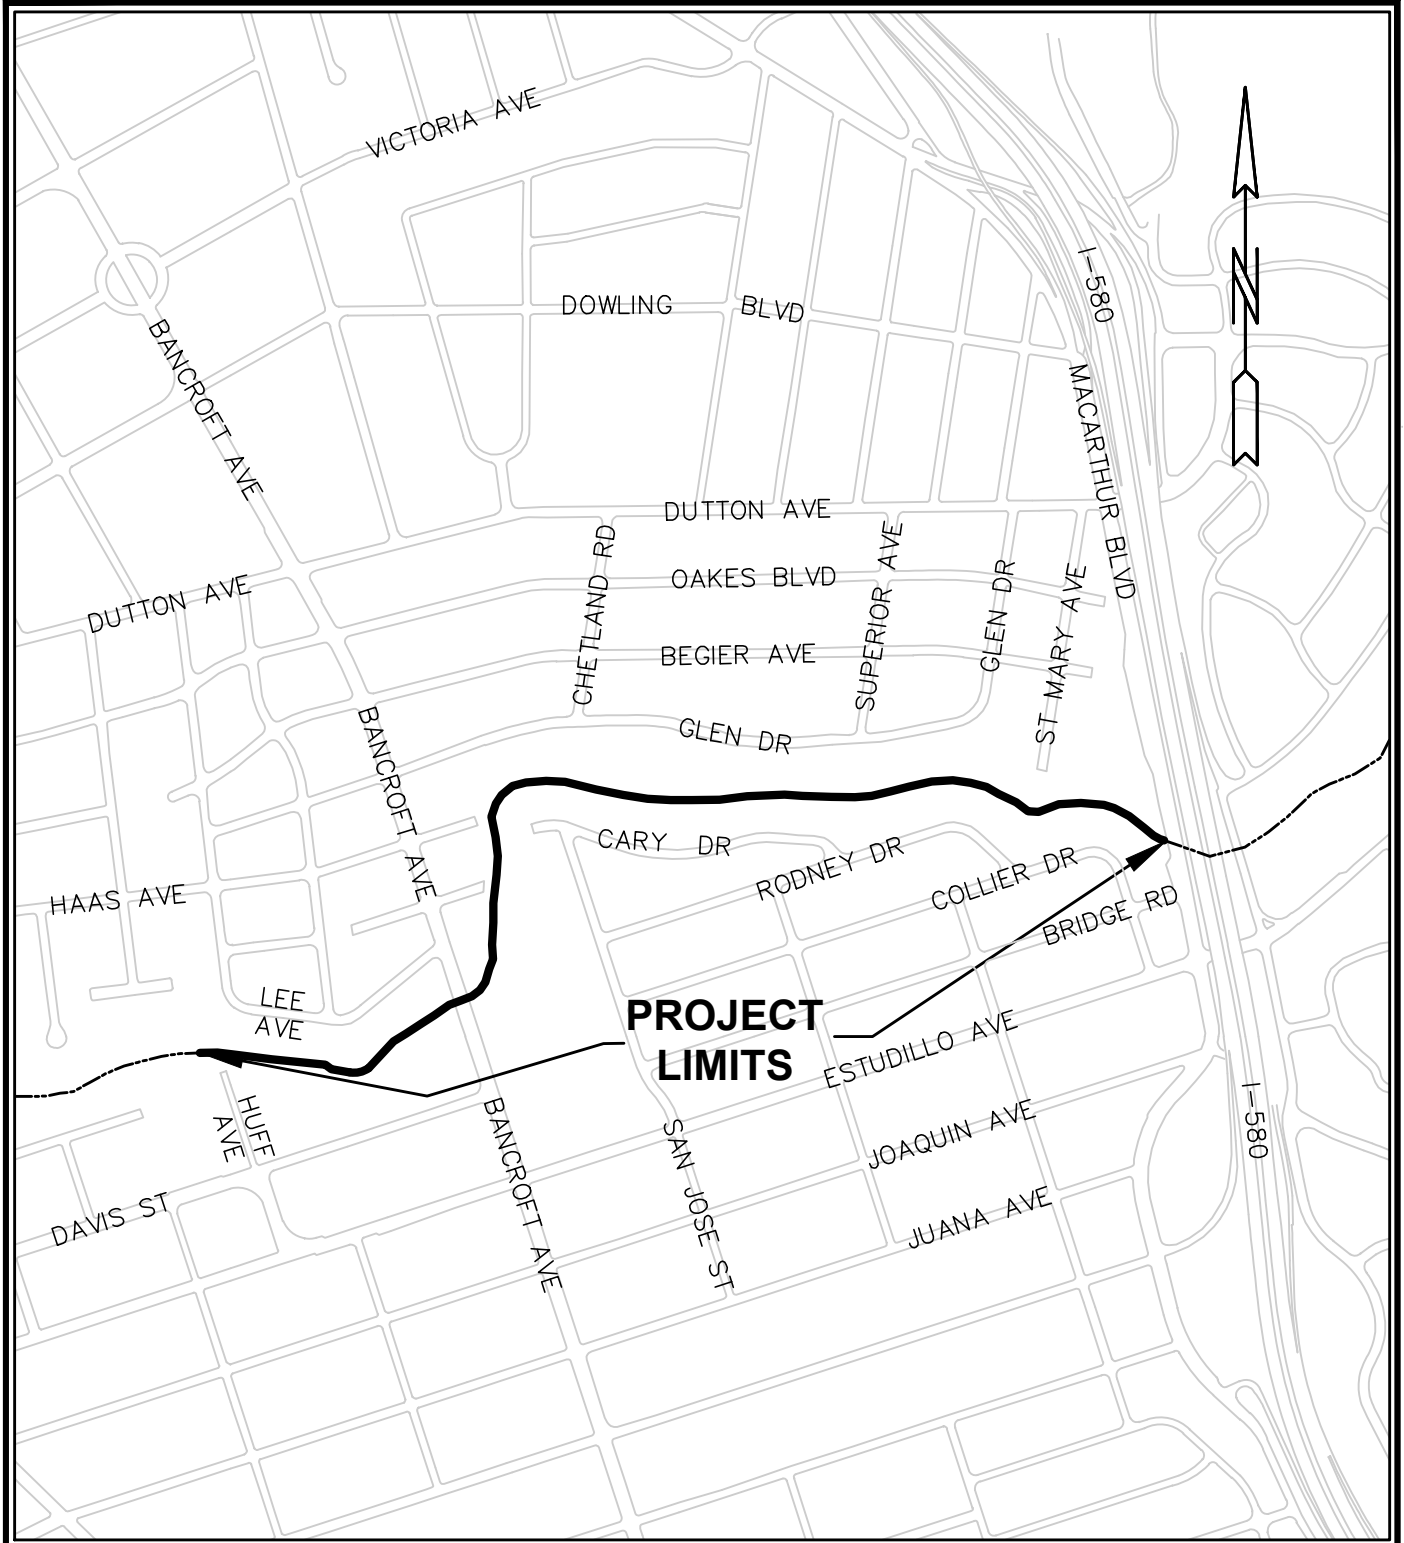 VICTORIA AVE
I-580
DOWLING BLVD
BANCROFT AVE
MACARTHUR BLVD
N
DUTTON AVE
CHETLAND RD
OAKES BLVD
SUPERIOR AVE
GLEN DR
ST MARY AVE
DUTTON AVE
BEGIER AVE
BANCROFT AVE
GLEN DR
CARY DR
RODNEY DR
COLLIER DR
BRIDGE RD
HAAS AVE
LEE
AVE
PROJECT
LIMITS
ESTUDILLO AVE
HUFF
AVE
BANCROFT AVE
SAN JOSE ST
JOAQUIN AVE
I-580
DAVIS ST
JUANA AVE